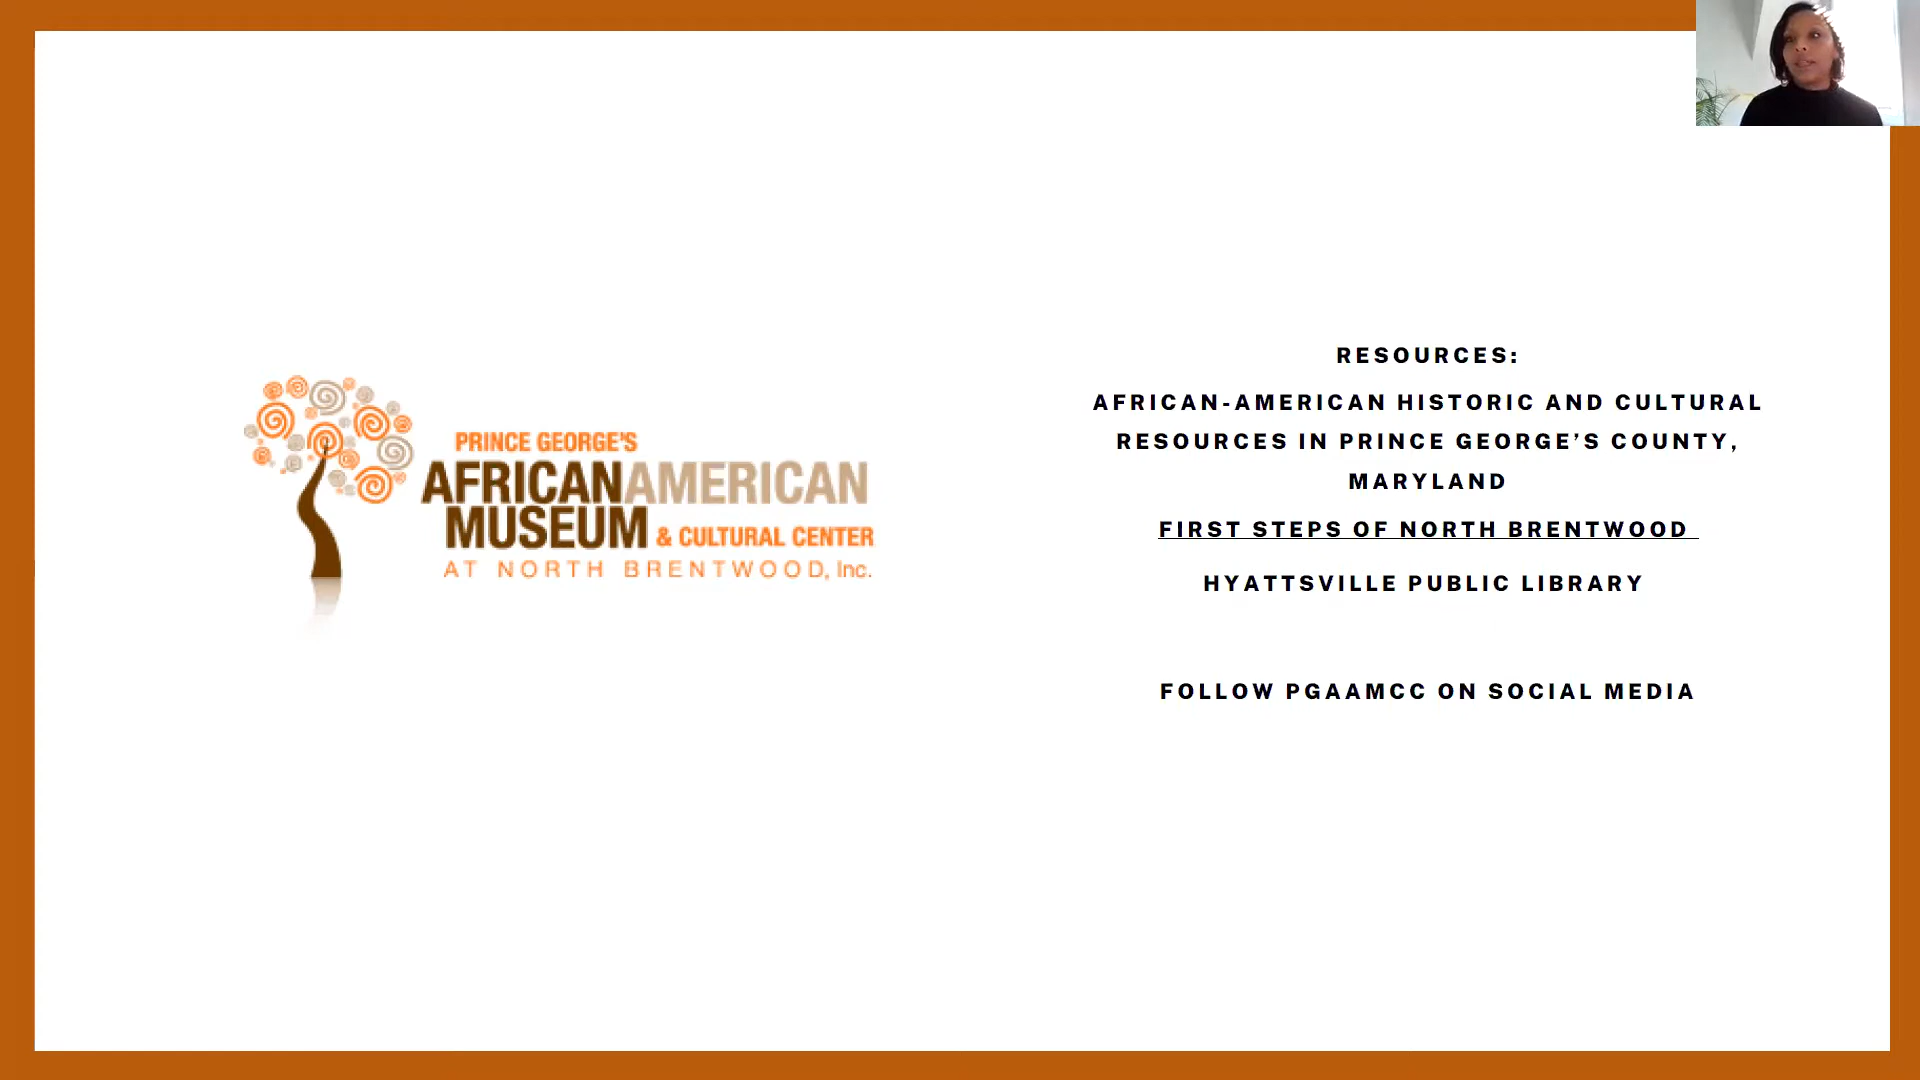 PRINCE GEORGE'S
AFRICANAMERICAN
MUSEUM & CULTURAL CENTER
AT NORTH BRENTWOOD, Inc.
RESOURCES:
AFRICAN-AMERICAN HISTORIC AND CULTURAL
RESOURCES IN PRINCE GEORGE’S COUNTY,
MARYLAND
FIRST STEPS OF NORTH BRENTWOOD
HYATTSVILLE PUBLIC LIBRARY
FOLLOW PGAAMCC ON SOCIAL MEDIA